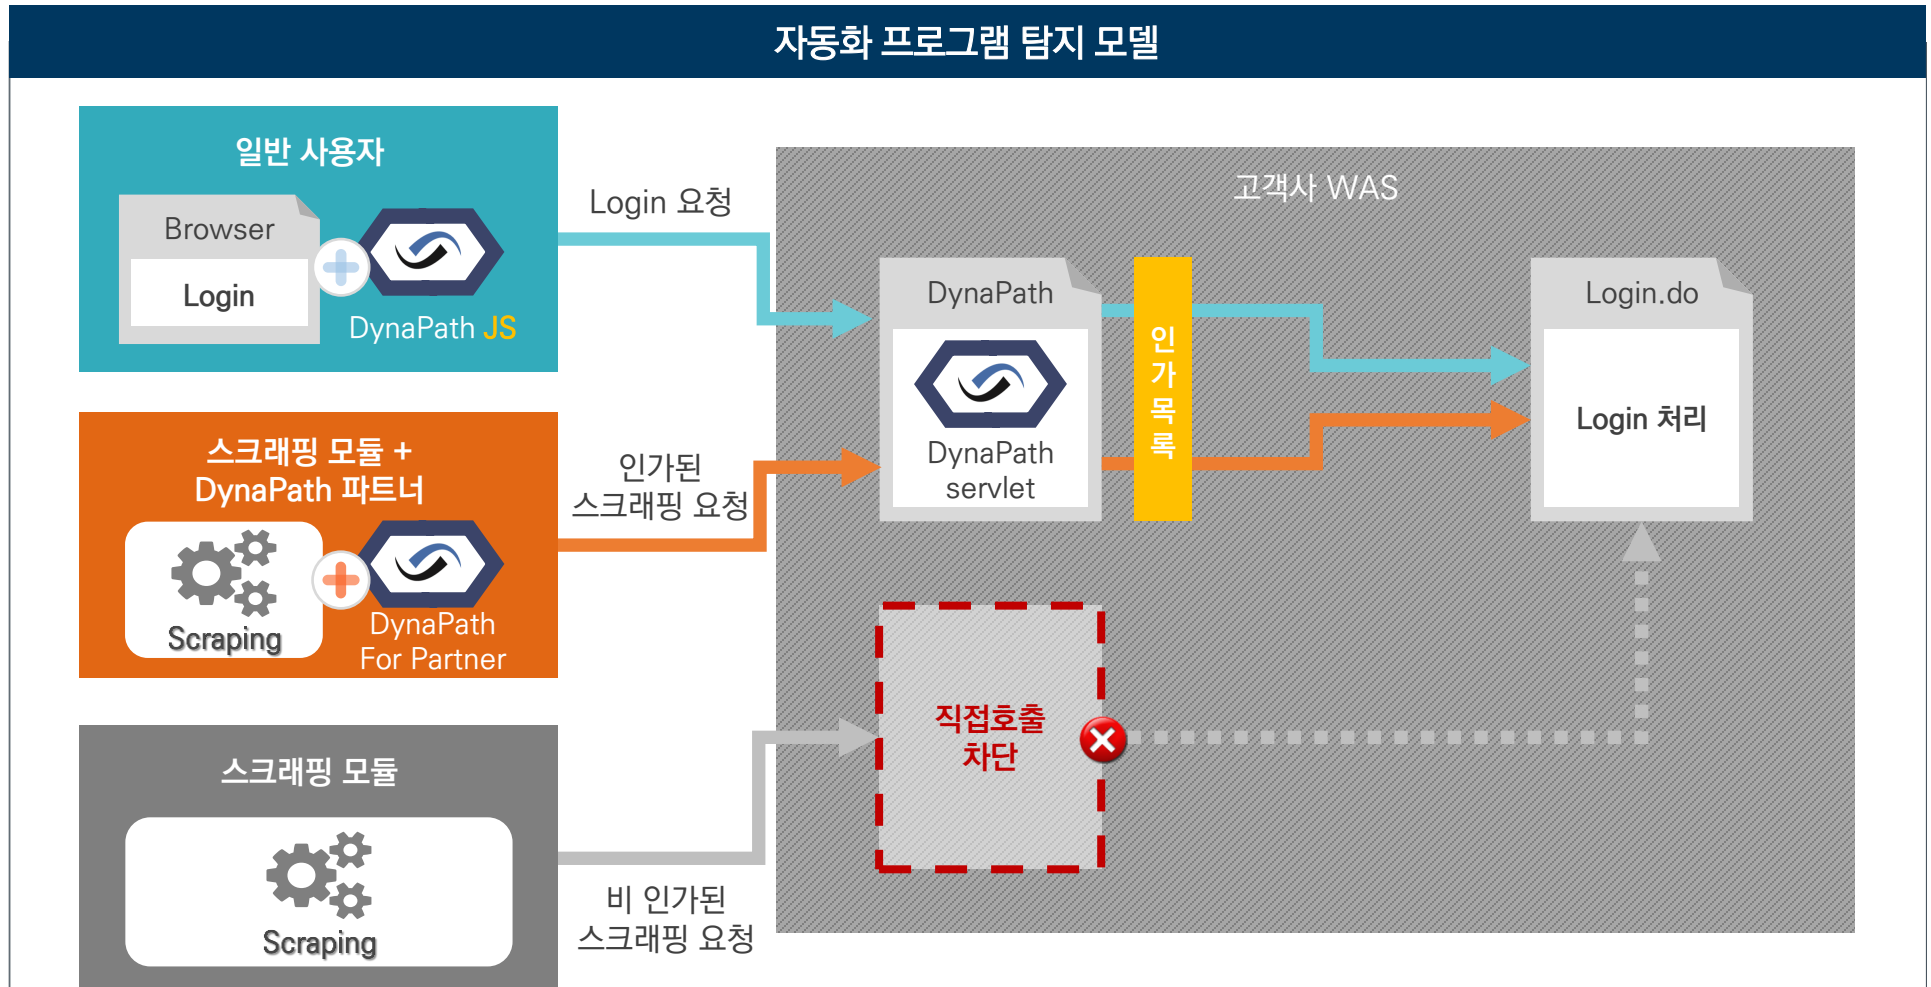 자동화 프로그램 탐지 모델
일반 사용자
Browser
Login
DynaPath JS
Login 요청
스크래핑 모듈 +
DynaPath 파트너
Scraping
DynaPath
For Partner
인가된
스크래핑 요청
스크래핑 모듈
Scraping
비 인가된
스크래핑 요청
고객사 WAS
DynaPath
DynaPath
servlet
인
가
목
록
Login.do
Login 처리
직접호출
차단